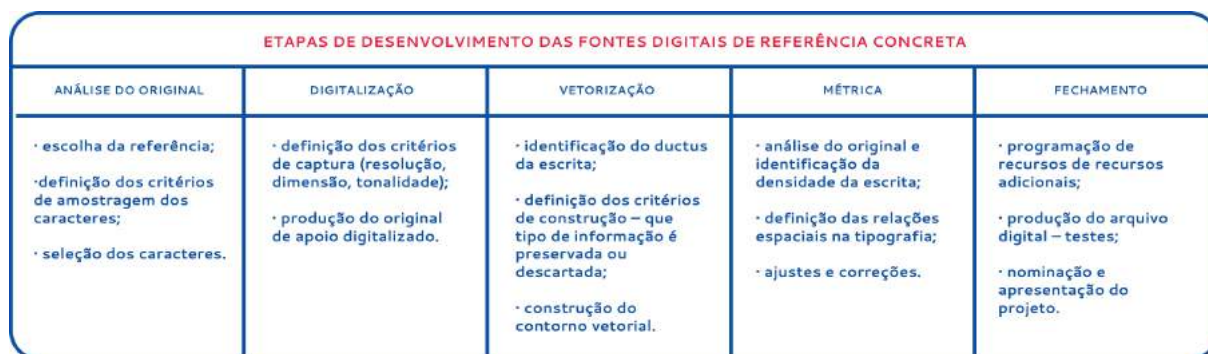 ETAPAS DE DESENVOLVIMENTO DAS FONTES DIGITAIS DE REFERÊNCIA CONCRETA
ANÁLISE DO ORIGINAL
· escolha da referência;
·definição dos critérios
de amostragem dos
caracteres;
· seleção dos caracteres.
DIGITALIZAÇÃO
· definição dos critérios
de captura (resolução,
dimensão, tonalidade);
· produção do original
de apoio digitalizado.
VETORIZAÇÃO
· identificação do ductus
da escrita;
· definição dos critérios
de construção – que
tipo de informação é
preservada ou
descartada;
· construção do
contorno vetorial.
MÉTRICA
· análise do original e
identificação da
densidade da escrita;
· definição das relações
espaciais na tipografia;
· ajustes e correções.
FECHAMENTO
· programação de
recursos de recursos
adicionais;
· produção do arquivo
digital – testes;
· nominação e
apresentação do
projeto.